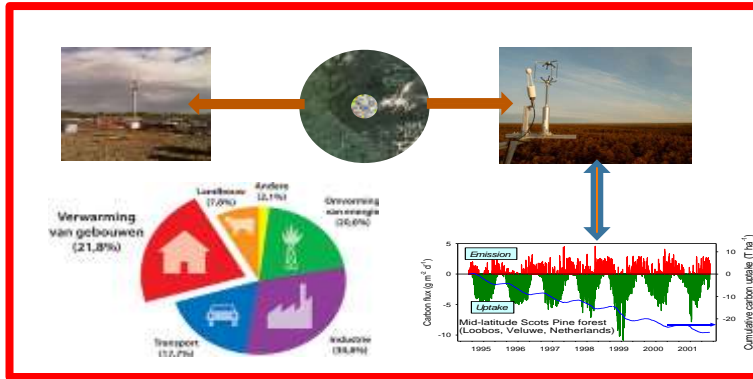 Landbouw
(7,0%)
Andere
(2,1%)
Omvorming
van energie
(20,6%)
Verwarming
van gebouwen
(21,8%)
Transport
Industrie
Carbon flux (g m⁻² d⁻¹)
5
0
-5
-10
Emission
Uptake
Mid-latitude Scots Pine forest
(Loobos, Veluwe, Netherlands)
1995 1996 1997 1998 1999 2000 2001
10
0
-10
-20
Cumulative carbon uptake (T ha⁻¹)